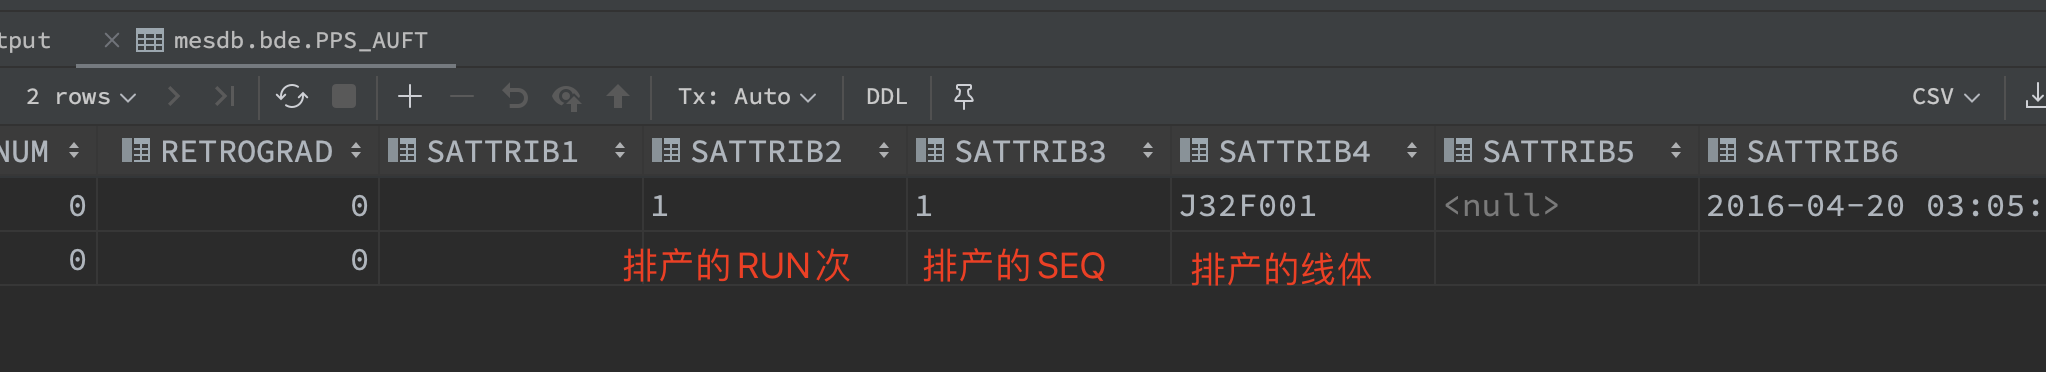 tput mesdb.bde.PPS_AUFT
2 rows Tx: Auto DDL CSV
NUM RETROGRAD SATTRIB1 SATTRIB2 SATTRIB3 SATTRIB4 SATTRIB5 SATTRIB6
0 0 1 1 J32F001 <null> 2016-04-20 03:05:
0 0
排产的RUN次 排产的SEQ 排产的线体